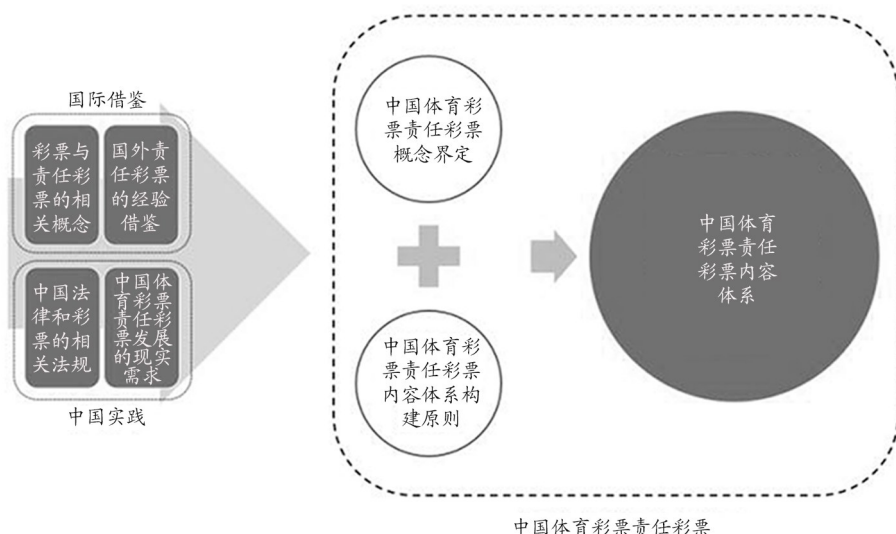 国际借鉴
彩票与
责任彩
票的相
关概念
国外责
任彩票
的经验
借鉴
中国法
律和彩
票的相
关法规
中国体
育彩票
责任彩
票发展
的现实
需求
中国实践
中国体育彩
票责任彩票
概念界定
中国体育彩
票责任彩票
内容体系构
建原则
中国体育
彩票责任
彩票内容
体系
中国体育彩票责任彩票